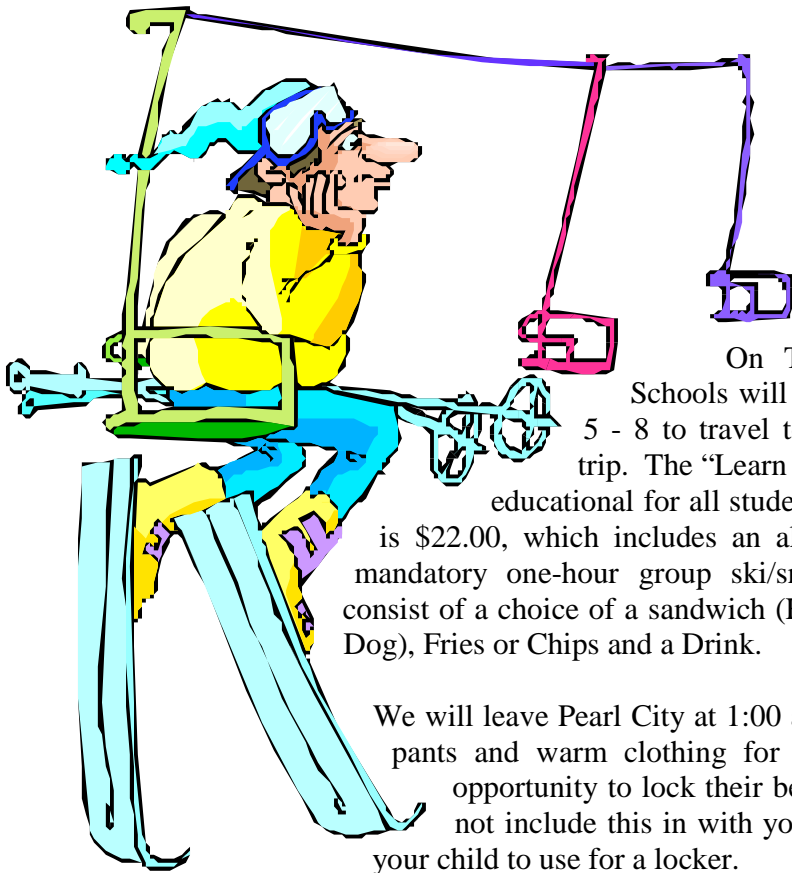 On T
Schools will
5 - 8 to travel t
trip. The “Learn
educational for all stude
is $22.00, which includes an al
mandatory one-hour group ski/sn
consist of a choice of a sandwich (
Dog), Fries or Chips and a Drink.
We will leave Pearl City at 1:00
pants and warm clothing for
opportunity to lock their be
not include this in with yo
your child to use for a locker.